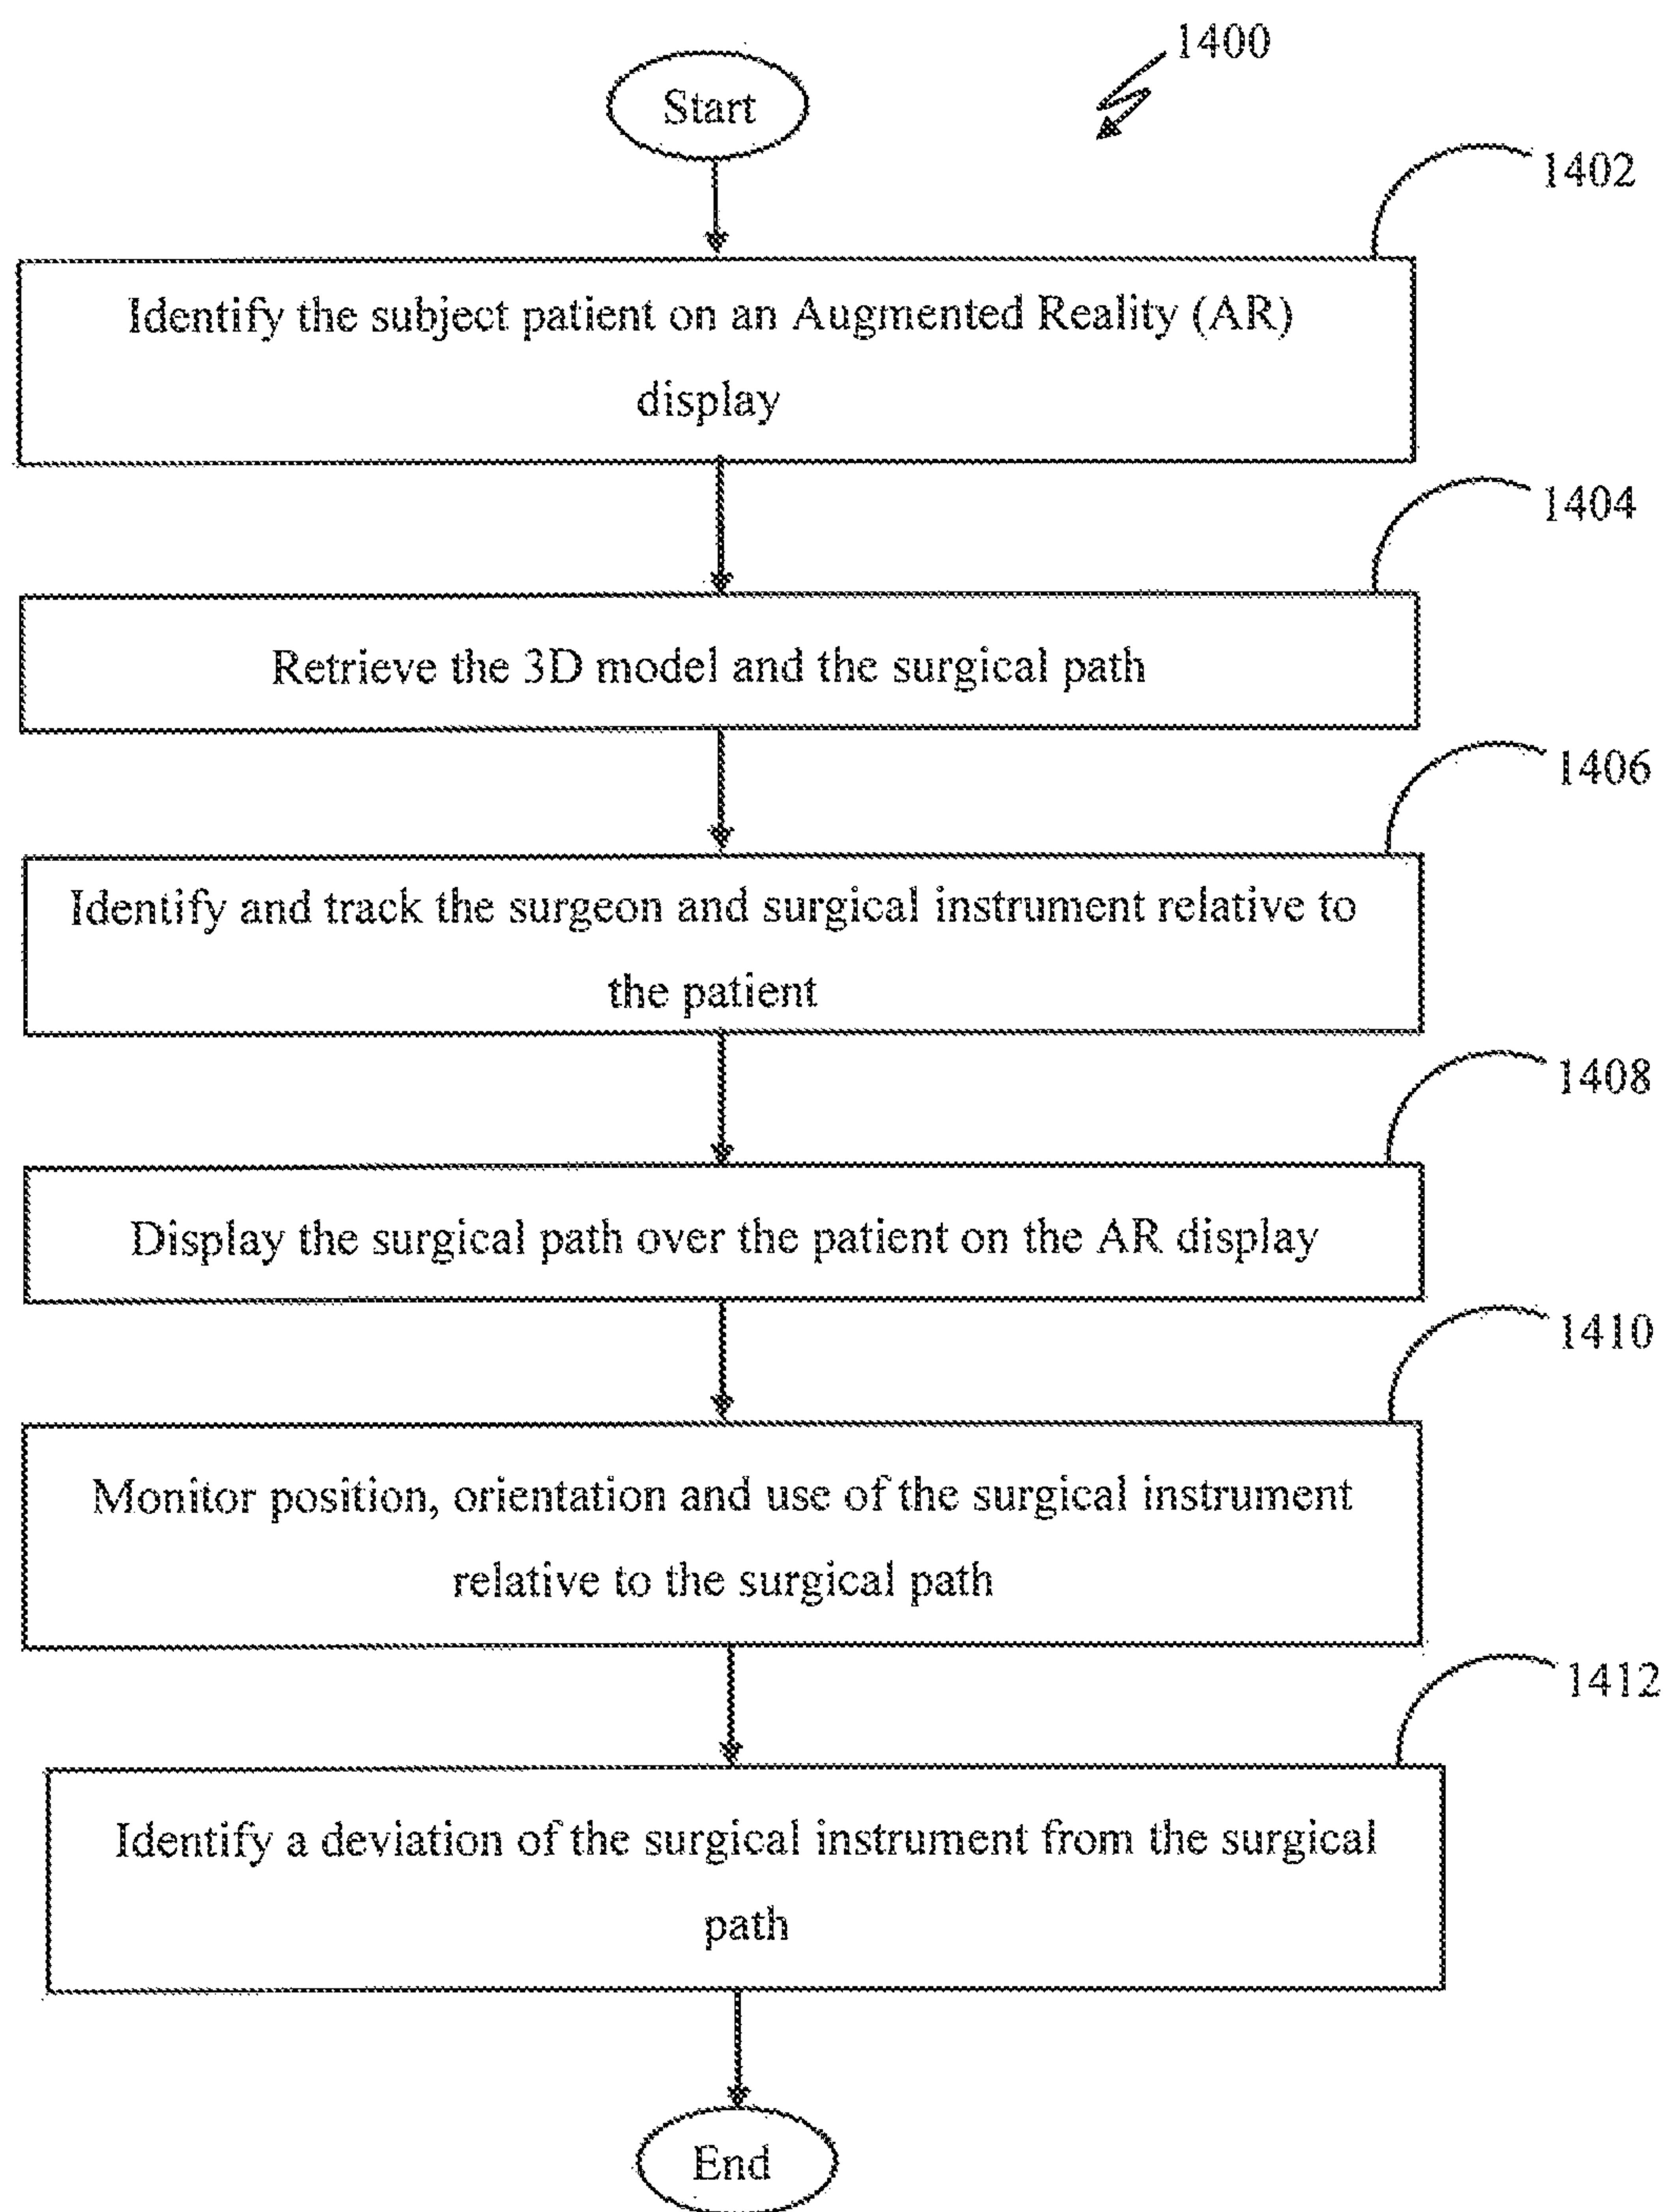 1400
Start
1402
Identify the subject patient on an Augmented Reality (AR)
display
1404
Retrieve the 3D model and the surgical path
1406
Identify and track the surgeon and surgical instrument relative to
the patient
1408
Display the surgical path over the patient on the AR display
1410
Monitor position, orientation and use of the surgical instrument
relative to the surgical path
1412
Identify a deviation of the surgical instrument from the surgical
path
End